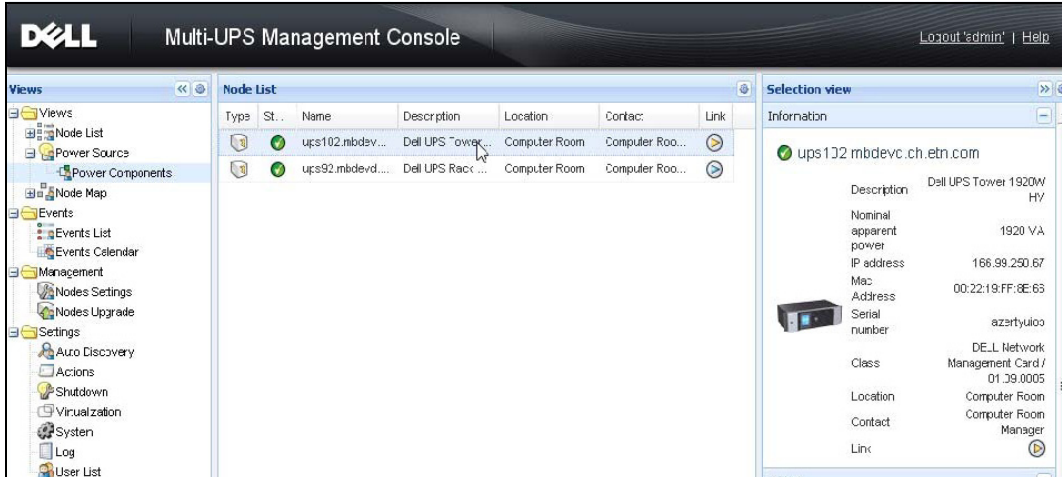 DELL
Multi-UPS Management Console
Logout 'admin' | Help
Views
Views
Node List
Power Source
Power Components
Node Map
Events
Events List
Events Calendar
Management
Nodes Settings
Nodes Upgrade
Settings
Auto Discovery
Actions
Shutdown
Virtualization
System
Log
User List
Node List
Type St.. Name Description Location Contact Link
ups102.mbdev... Dell UPS Tower... Computer Room Computer Roo...
ups92.mbdevd... Dell UPS Rack ... Computer Room Computer Roo...
Selection view
Information
ups102.mbdevc.ch.etn.com
Description Dell UPS Tower 1920W
HV
Nominal
apparent
power
1920 VA
IP address 166.99.250.67
Mac
Address
00:22:19:FF:8E:63
Serial
number
azertyuiop
Class
DELL Network
Management Card /
01.09.0005
Location Computer Room
Contact Computer Room
Manager
Link